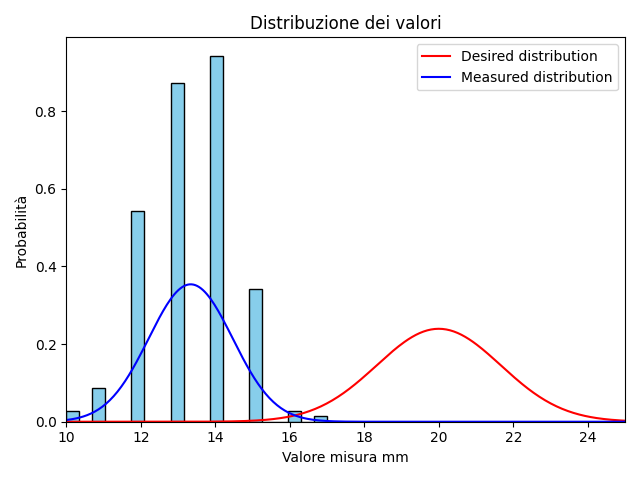 Distribuzione dei valori
Desired distribution
Measured distribution
Probabilità
0.8
0.6
0.4
0.2
0.0
10 12 14 16 18 20 22 24
Valore misura mm